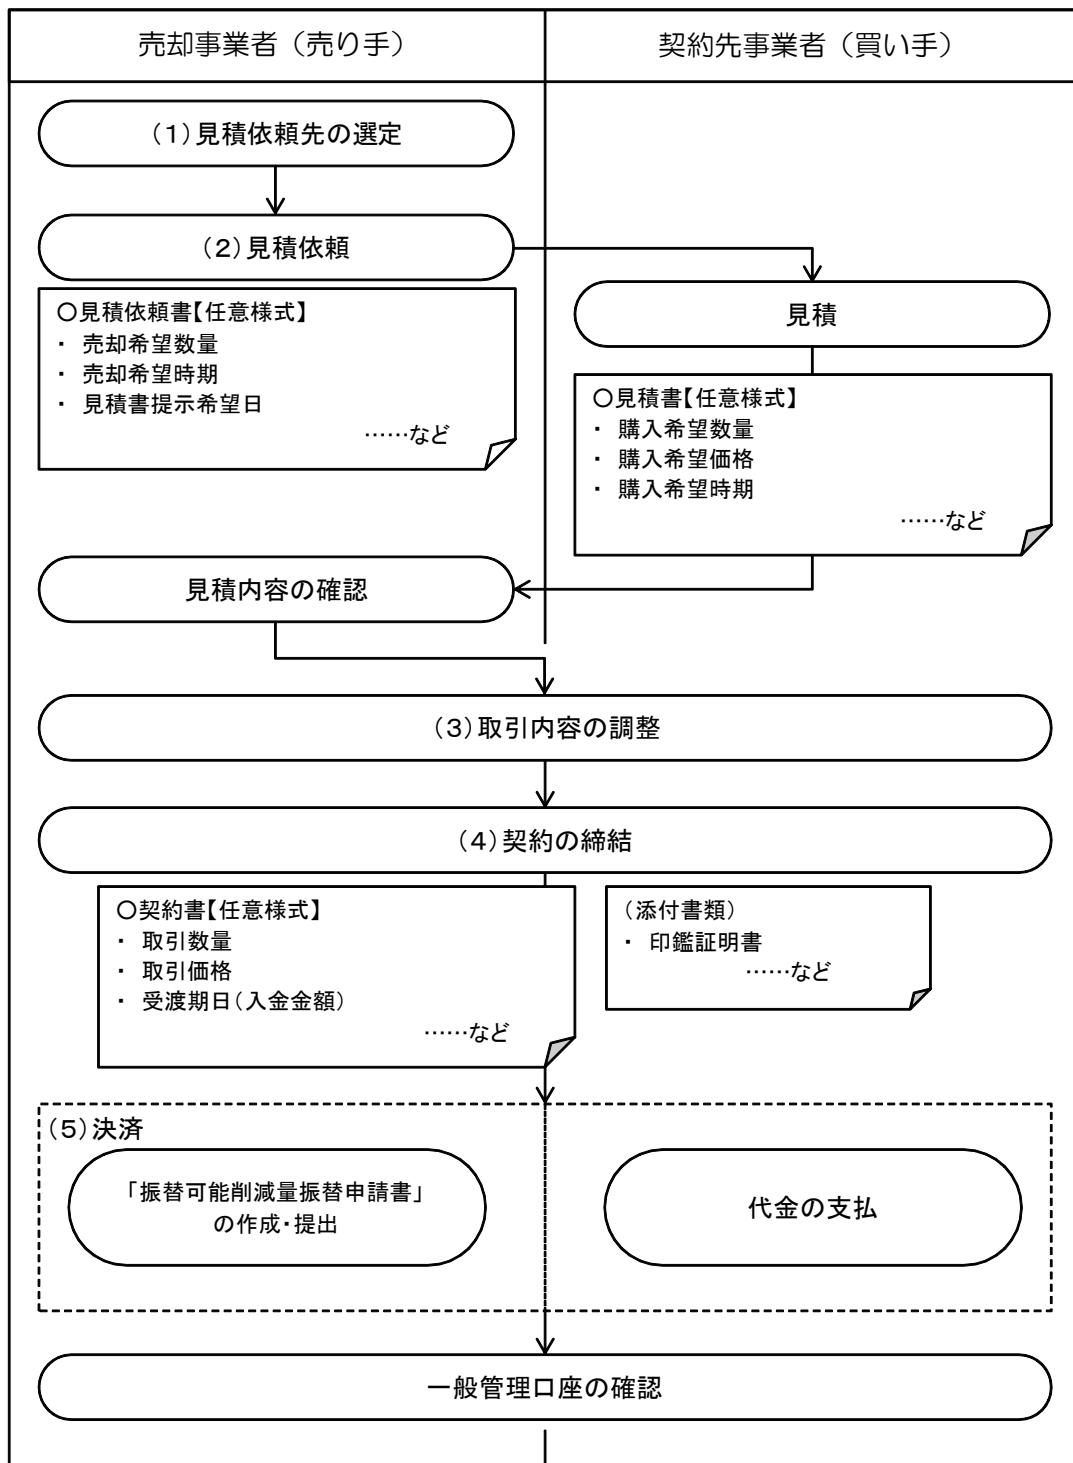 売却事業者（売り手）
契約先事業者（買い手）
（１）見積依頼先の選定
（２）見積依頼
○見積依頼書【任意様式】
・ 売却希望数量
・ 売却希望時期
・ 見積書提示希望日
……など
見積
○見積書【任意様式】
・ 購入希望数量
・ 購入希望価格
・ 購入希望時期
……など
見積内容の確認
（３）取引内容の調整
（４）契約の締結
○契約書【任意様式】
・ 取引数量
・ 取引価格
・ 受渡期日（入金金額）
……など
（添付書類）
・ 印鑑証明書
……など
（５）決済
「振替可能削減量振替申請書」
の作成・提出
代金の支払
一般管理口座の確認